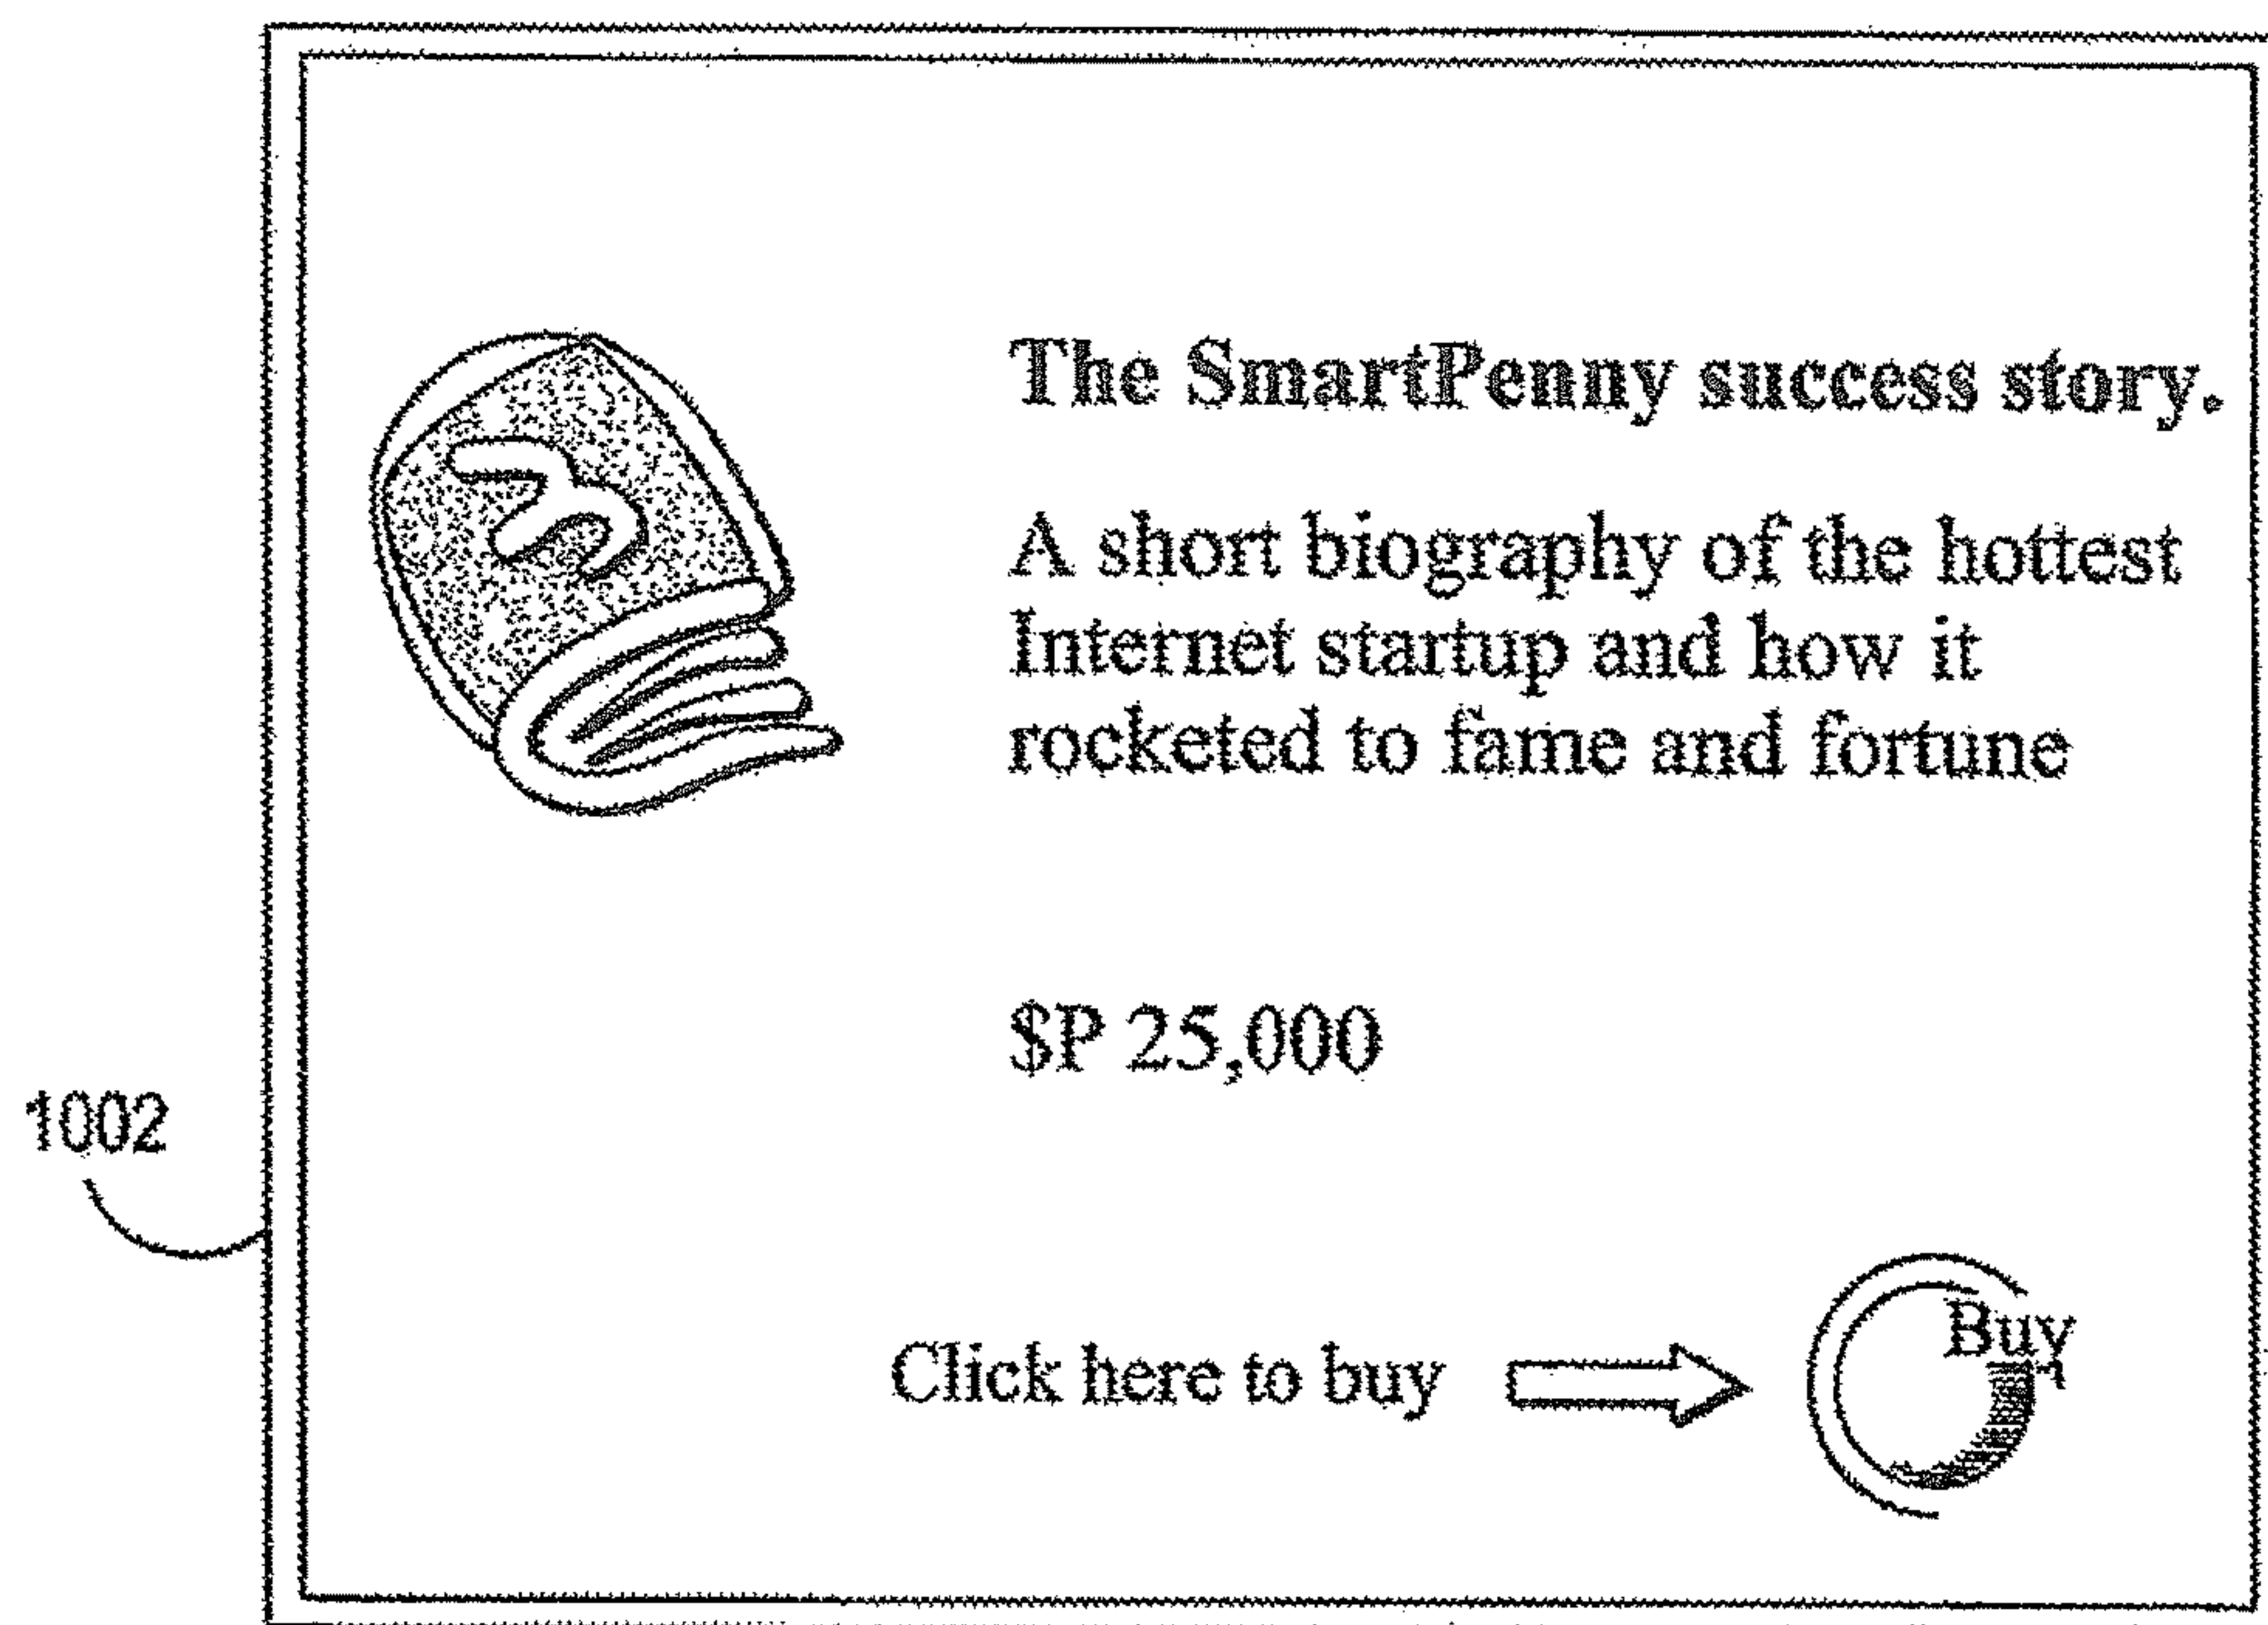 The SmartPenny success story.
A short biography of the hottest
Internet startup and how it
rocketed to fame and fortune
$P 25,000
1002
Click here to buy
Buy